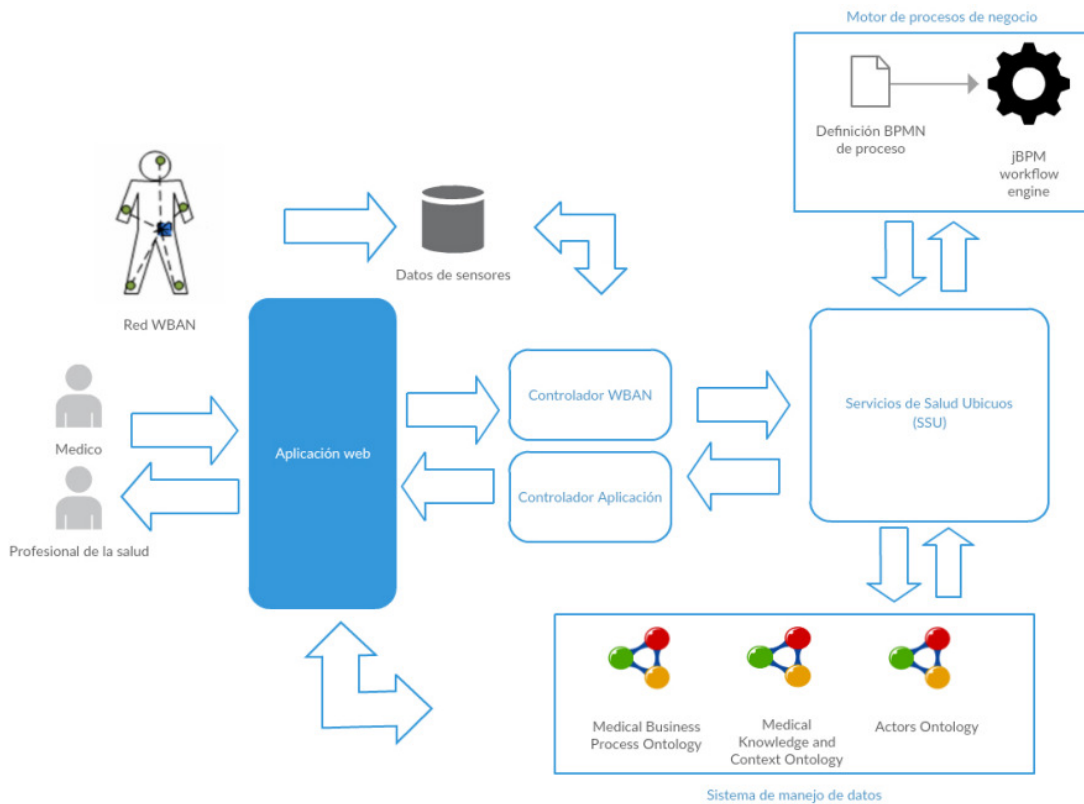 Motor de procesos de negocio
Definición BPMN
de proceso
jBPM
workflow
engine
Datos de sensores
Red WBAN
Medico
Profesional de la salud
Aplicación web
Controlador WBAN
Controlador Aplicación
Servicios de Salud Ubicuos
(SSU)
Medical Business
Process Ontology
Medical
Knowledge and
Context Ontology
Actors Ontology
Sistema de manejo de datos